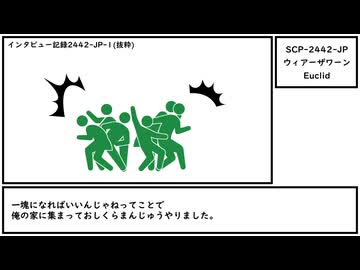 インタビュー記録2442-JP-1(抜粋)
SCP-2442-JP
ウィアーザワーン
Euclid
一塊になればいいんじゃねってことで
俺の家に集まっておしくらまんじゅうやりました。